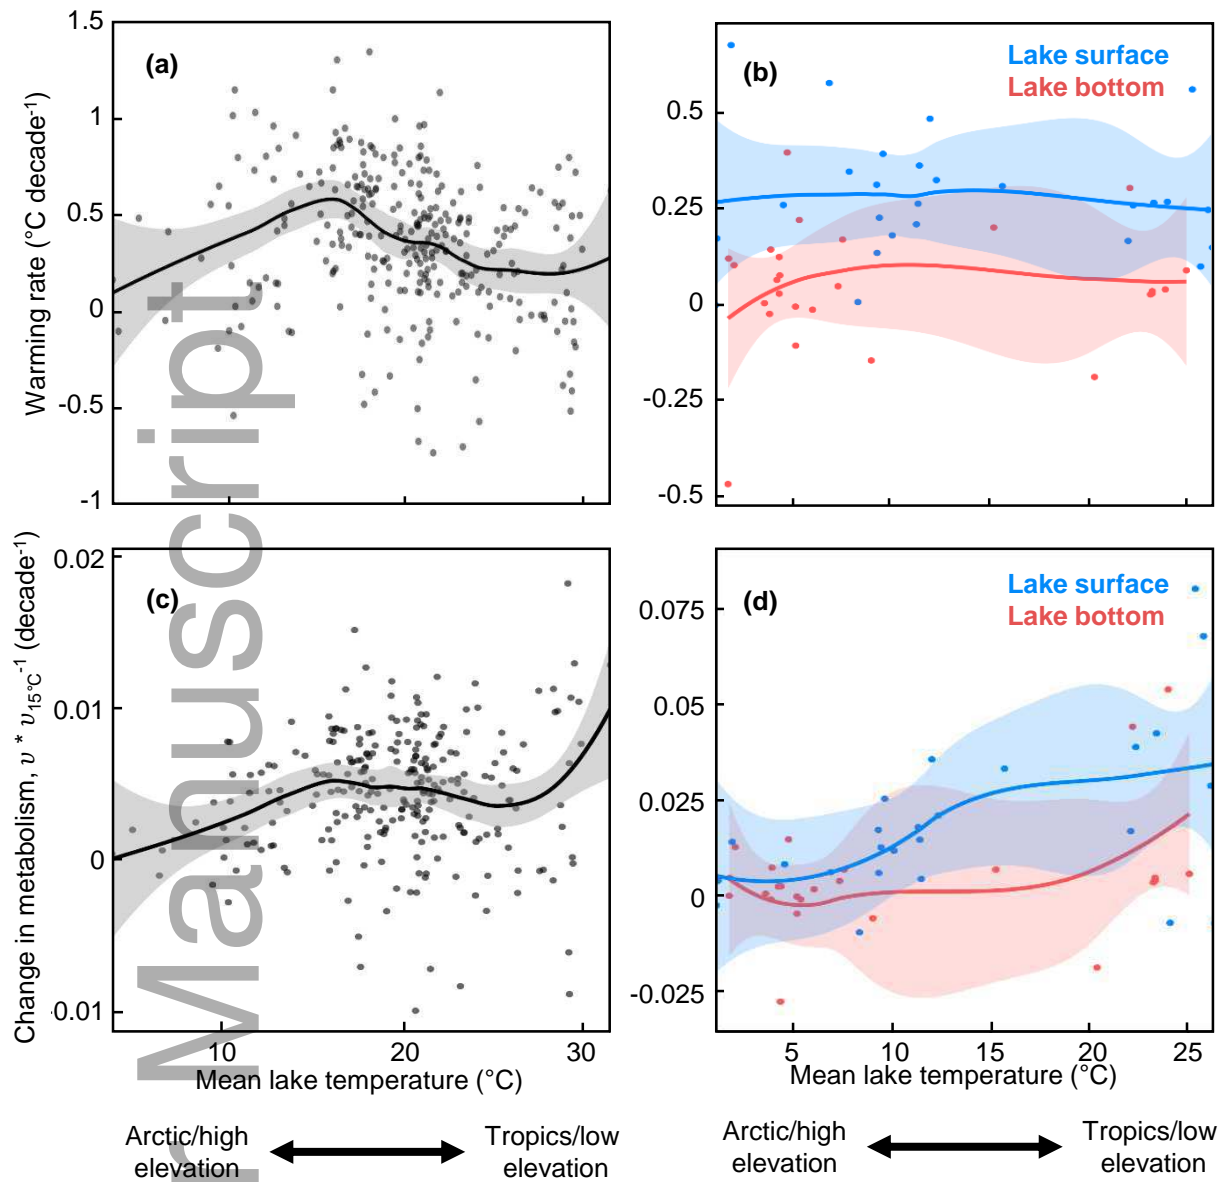 (a)
Warming rate (°C decade-1)
1.5
1
0.5
0
-0.5
-1
(b)
Lake surface
Lake bottom
0.5
0.25
0
-0.25
-0.5
(c)
Change in metabolism, υ * υ15°C-1 (decade-1)
0.02
0.01
0
-0.01
10
20
30
Mean lake temperature (°C)
(d)
Lake surface
Lake bottom
0.075
0.05
0.025
0
-0.025
5
10
15
20
25
Mean lake temperature (°C)
Arctic/high
elevation
Tropics/low
elevation
Arctic/high
elevation
Tropics/low
elevation
r Manuscript